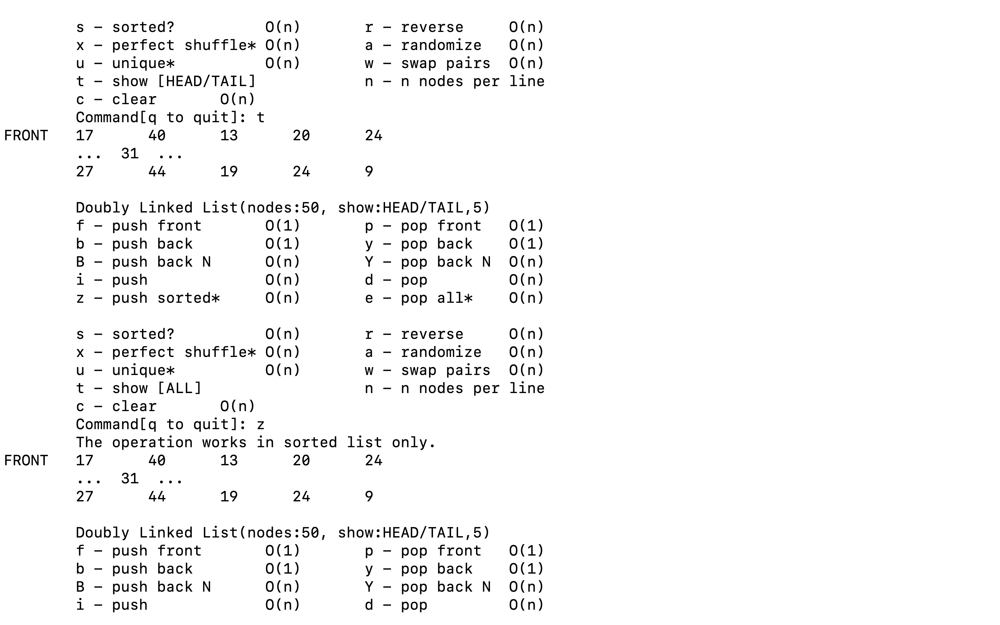 s – sorted?          O(n)       r – reverse     O(n)
x – perfect shuffle* O(n)       a – randomize   O(n)
u – unique*          O(n)       w – swap pairs  O(n)
t – show [HEAD/TAIL]            n – n nodes per line
c – clear       O(n)
Command[q to quit]: t
FRONT   17      40      13      20      24
...  31  ...
27      44      19      24      9
Doubly Linked List(nodes:50, show:HEAD/TAIL,5)
f – push front       O(1)       p – pop front   O(1)
b – push back        O(1)       y – pop back    O(1)
B – push back N      O(n)       Y – pop back N  O(n)
i – push             O(n)       d – pop         O(n)
z – push sorted*     O(n)       e – pop all*    O(n)
s – sorted?          O(n)       r – reverse     O(n)
x – perfect shuffle* O(n)       a – randomize   O(n)
u – unique*          O(n)       w – swap pairs  O(n)
t – show [ALL]                  n – n nodes per line
c – clear       O(n)
Command[q to quit]: z
The operation works in sorted list only.
FRONT   17      40      13      20      24
...  31  ...
27      44      19      24      9
Doubly Linked List(nodes:50, show:HEAD/TAIL,5)
f – push front       O(1)       p – pop front   O(1)
b – push back        O(1)       y – pop back    O(1)
B – push back N      O(n)       Y – pop back N  O(n)
i – push             O(n)       d – pop         O(n)